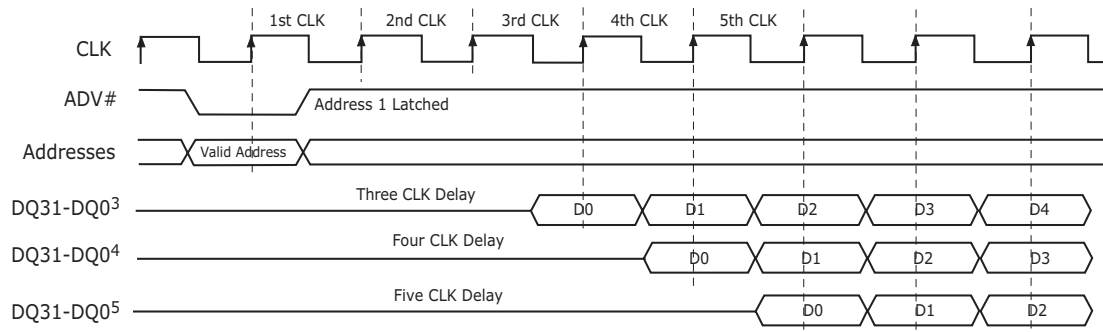 1st CLK 2nd CLK 3rd CLK 4th CLK 5th CLK
CLK
ADV# Address 1 Latched
Addresses Valid Address
DQ31-DQ0³ Three CLK Delay D0 D1 D2 D3 D4
DQ31-DQ0⁴ Four CLK Delay D0 D1 D2 D3
DQ31-DQ0⁵ Five CLK Delay D0 D1 D2